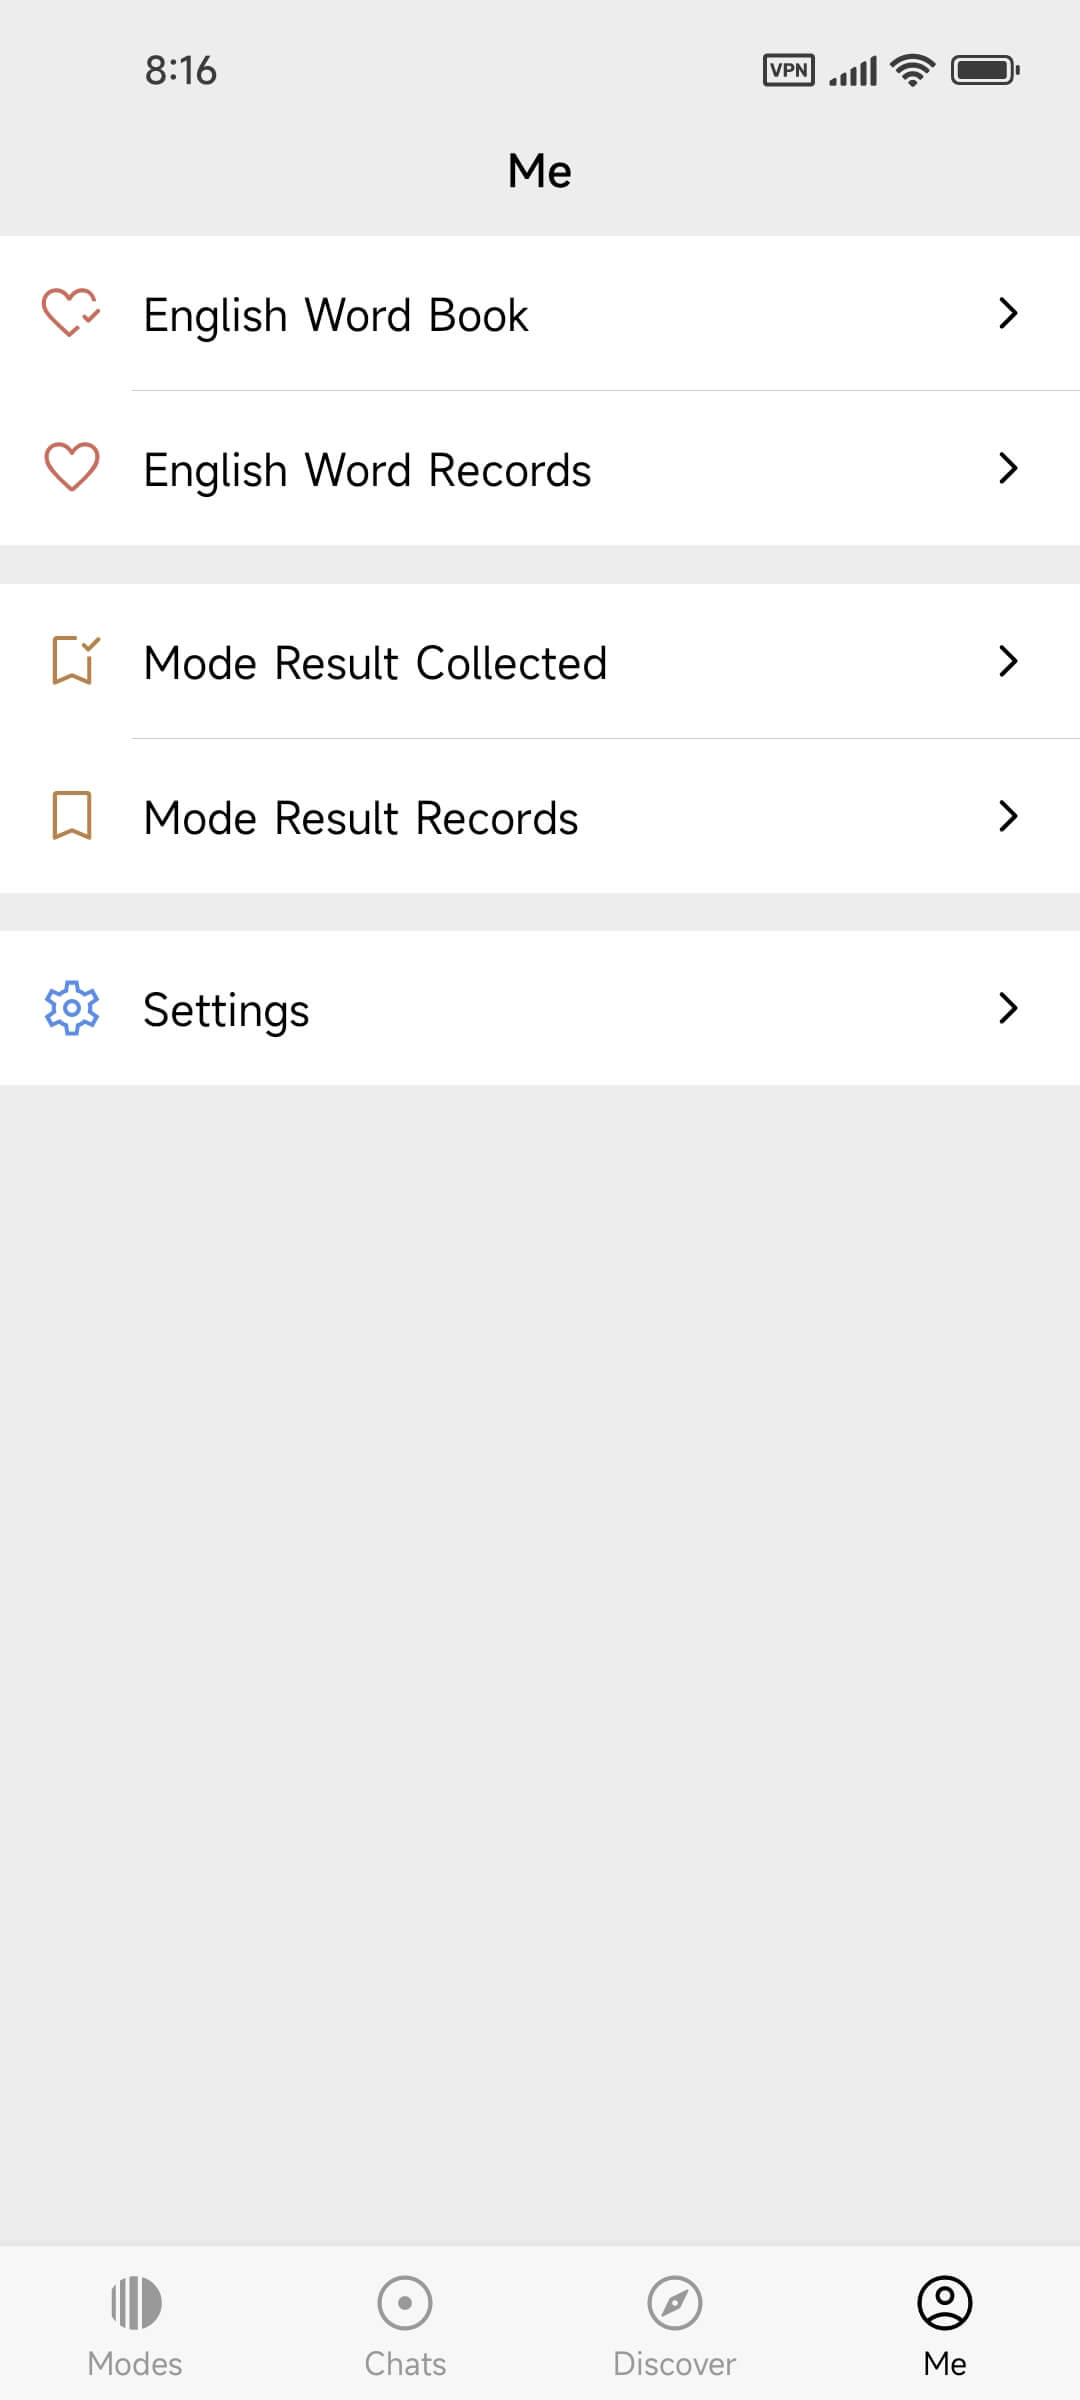 8:16
VPN
Me
English Word Book
English Word Records
Mode Result Collected
Mode Result Records
Settings
Modes
Chats
Discover
Me